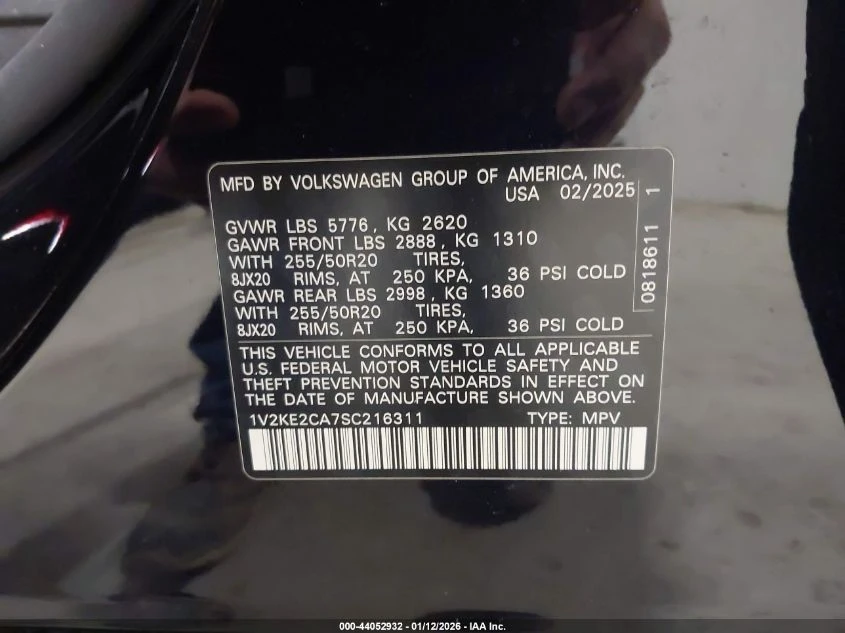 MFD BY VOLKSWAGEN GROUP OF AMERICA, INC.
USA 02/2025
GVWR LBS 5776, KG 2620
GAWR FRONT LBS 2888, KG 1310
WITH 255/50R20 TIRES,
8JX20 RIMS, AT 250 KPA, 36 PSI COLD
GAWR REAR LBS 2998, KG 1360
WITH 255/50R20 TIRES,
8JX20 RIMS, AT 250 KPA, 36 PSI COLD
0818611 1
THIS VEHICLE CONFORMS TO ALL APPLICABLE
U.S. FEDERAL MOTOR VEHICLE SAFETY AND
THEFT PREVENTION STANDARDS IN EFFECT ON
THE DATE OF MANUFACTURE SHOWN ABOVE.
1V2KE2CA7SC216311 TYPE: MPV
000-44052932 - 01/12/2026 - IAA Inc.